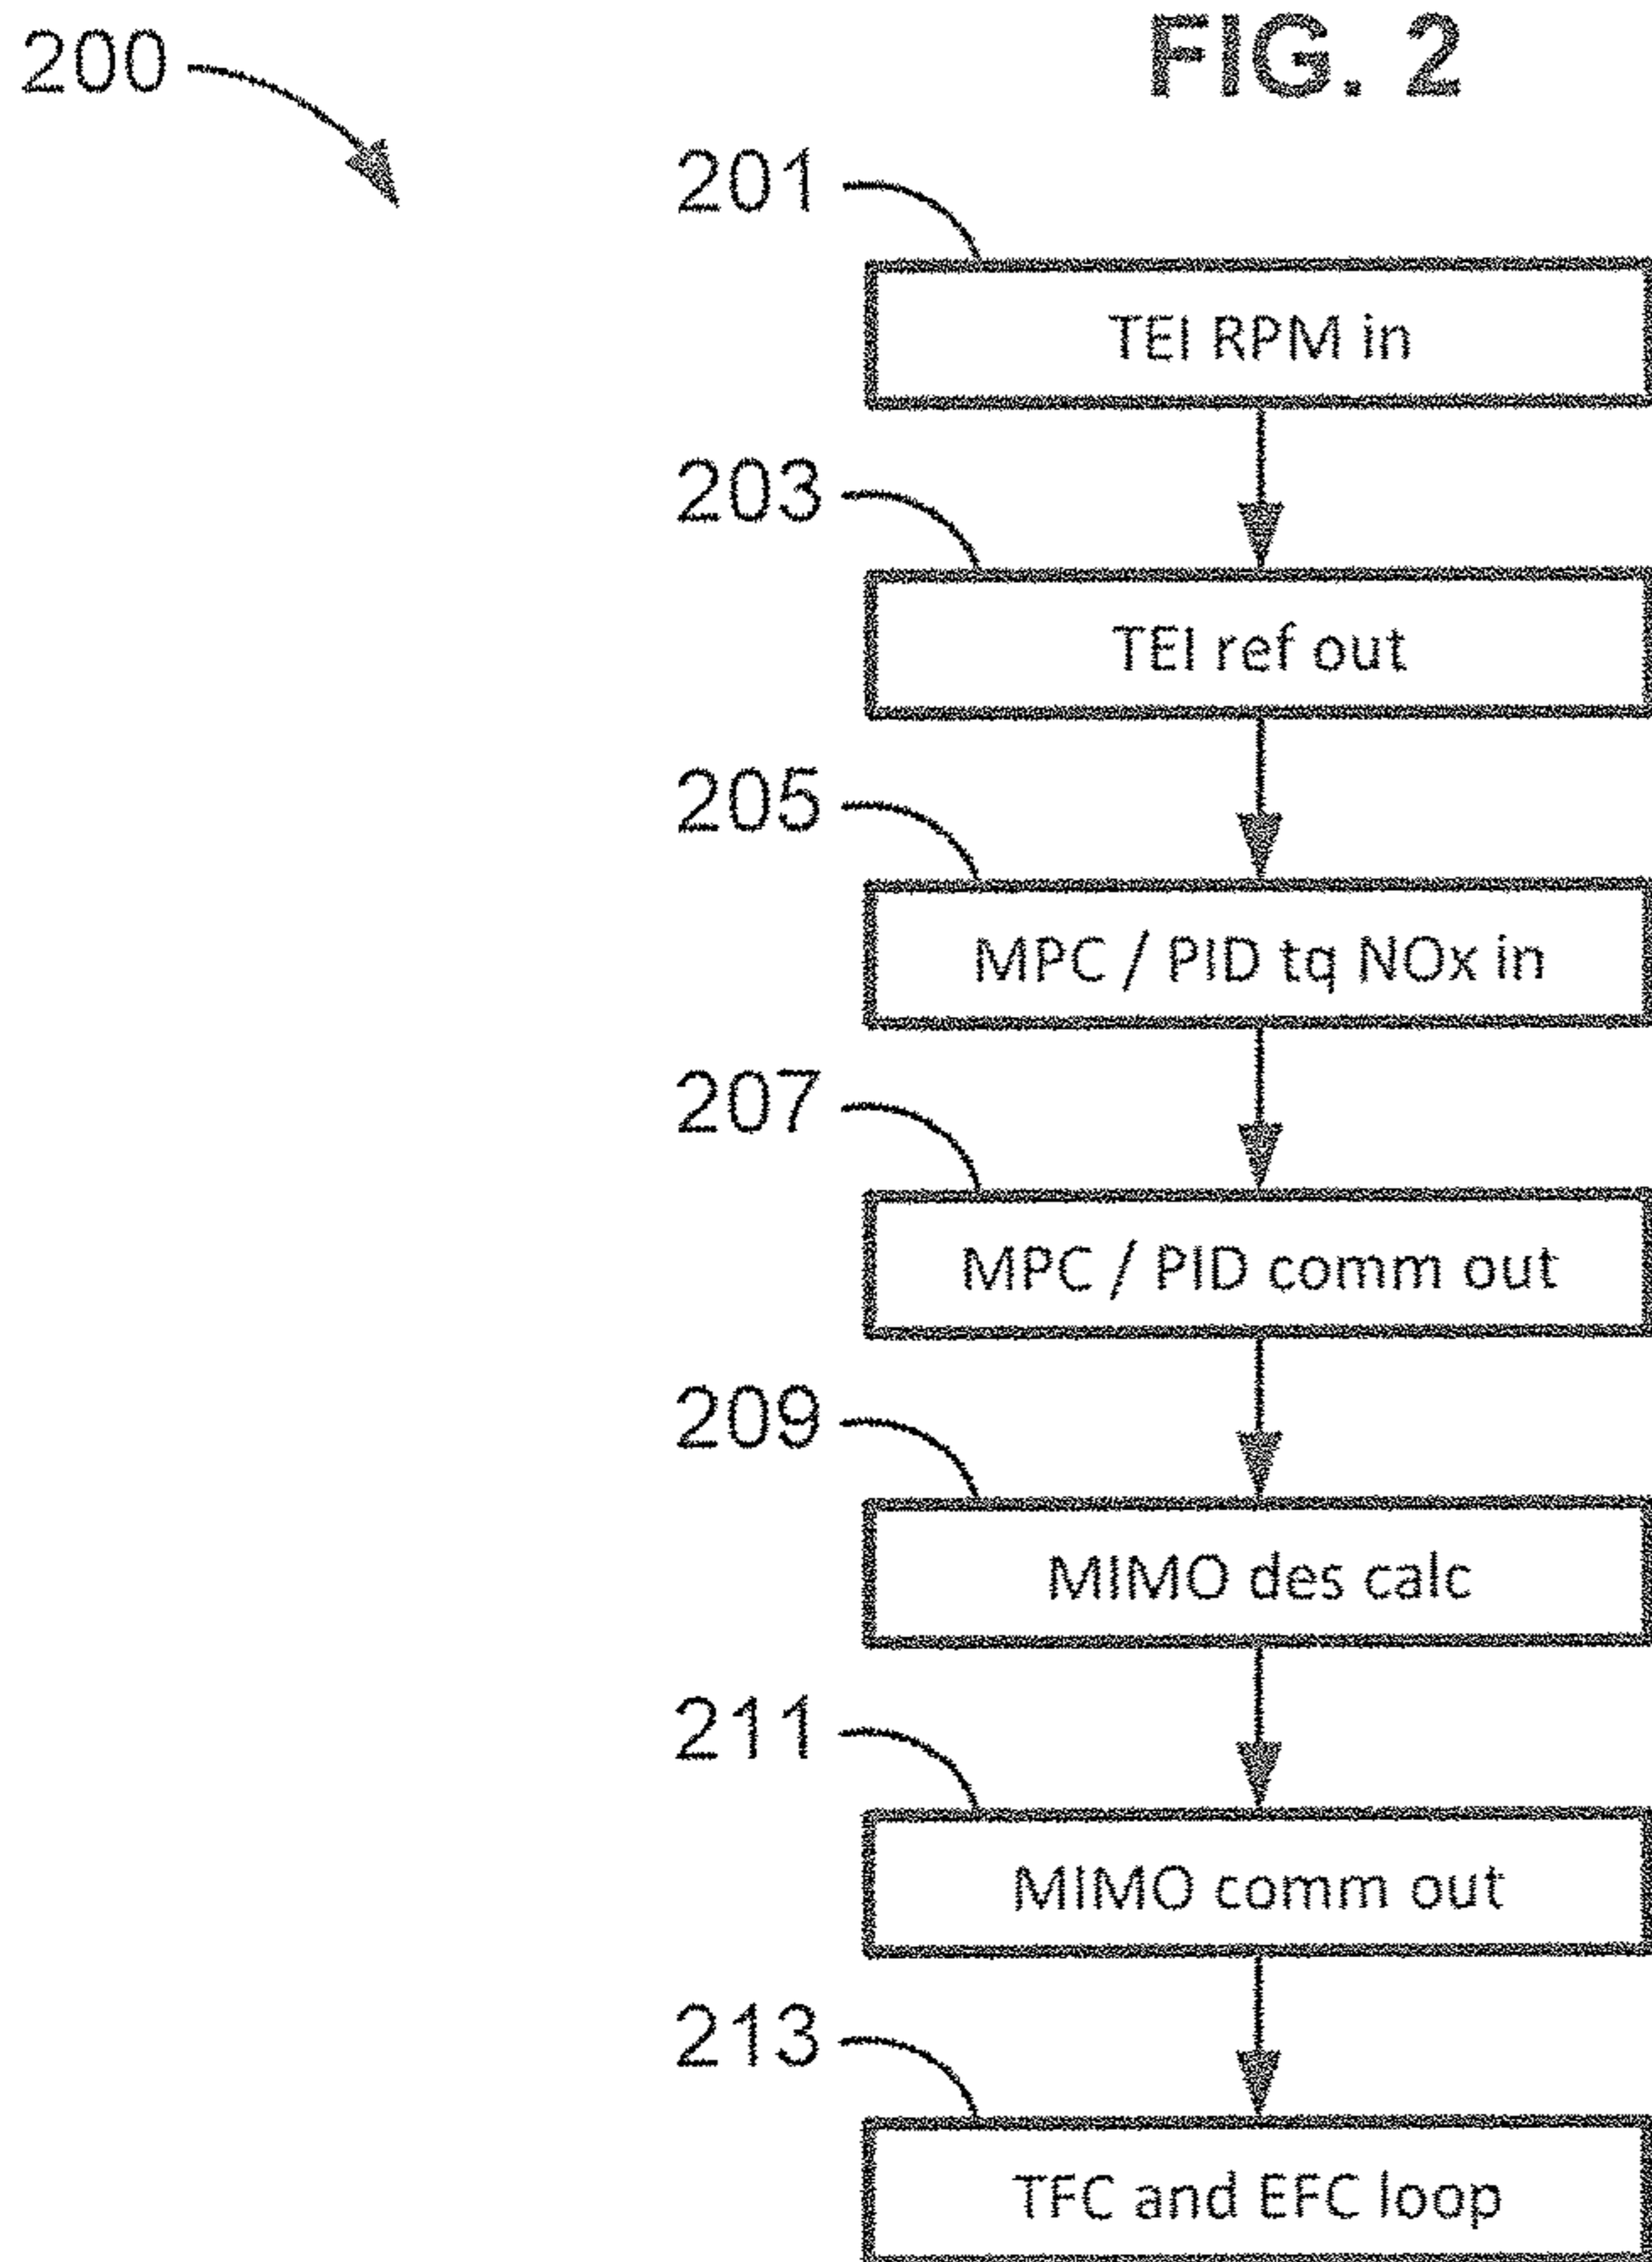 FIG. 2
200
201
TEI RPM in
203
TEI ref out
205
MPC / PID tq NOx in
207
MPC / PID comm out
209
MIMO des calc
211
MIMO comm out
213
TFC and EFC loop